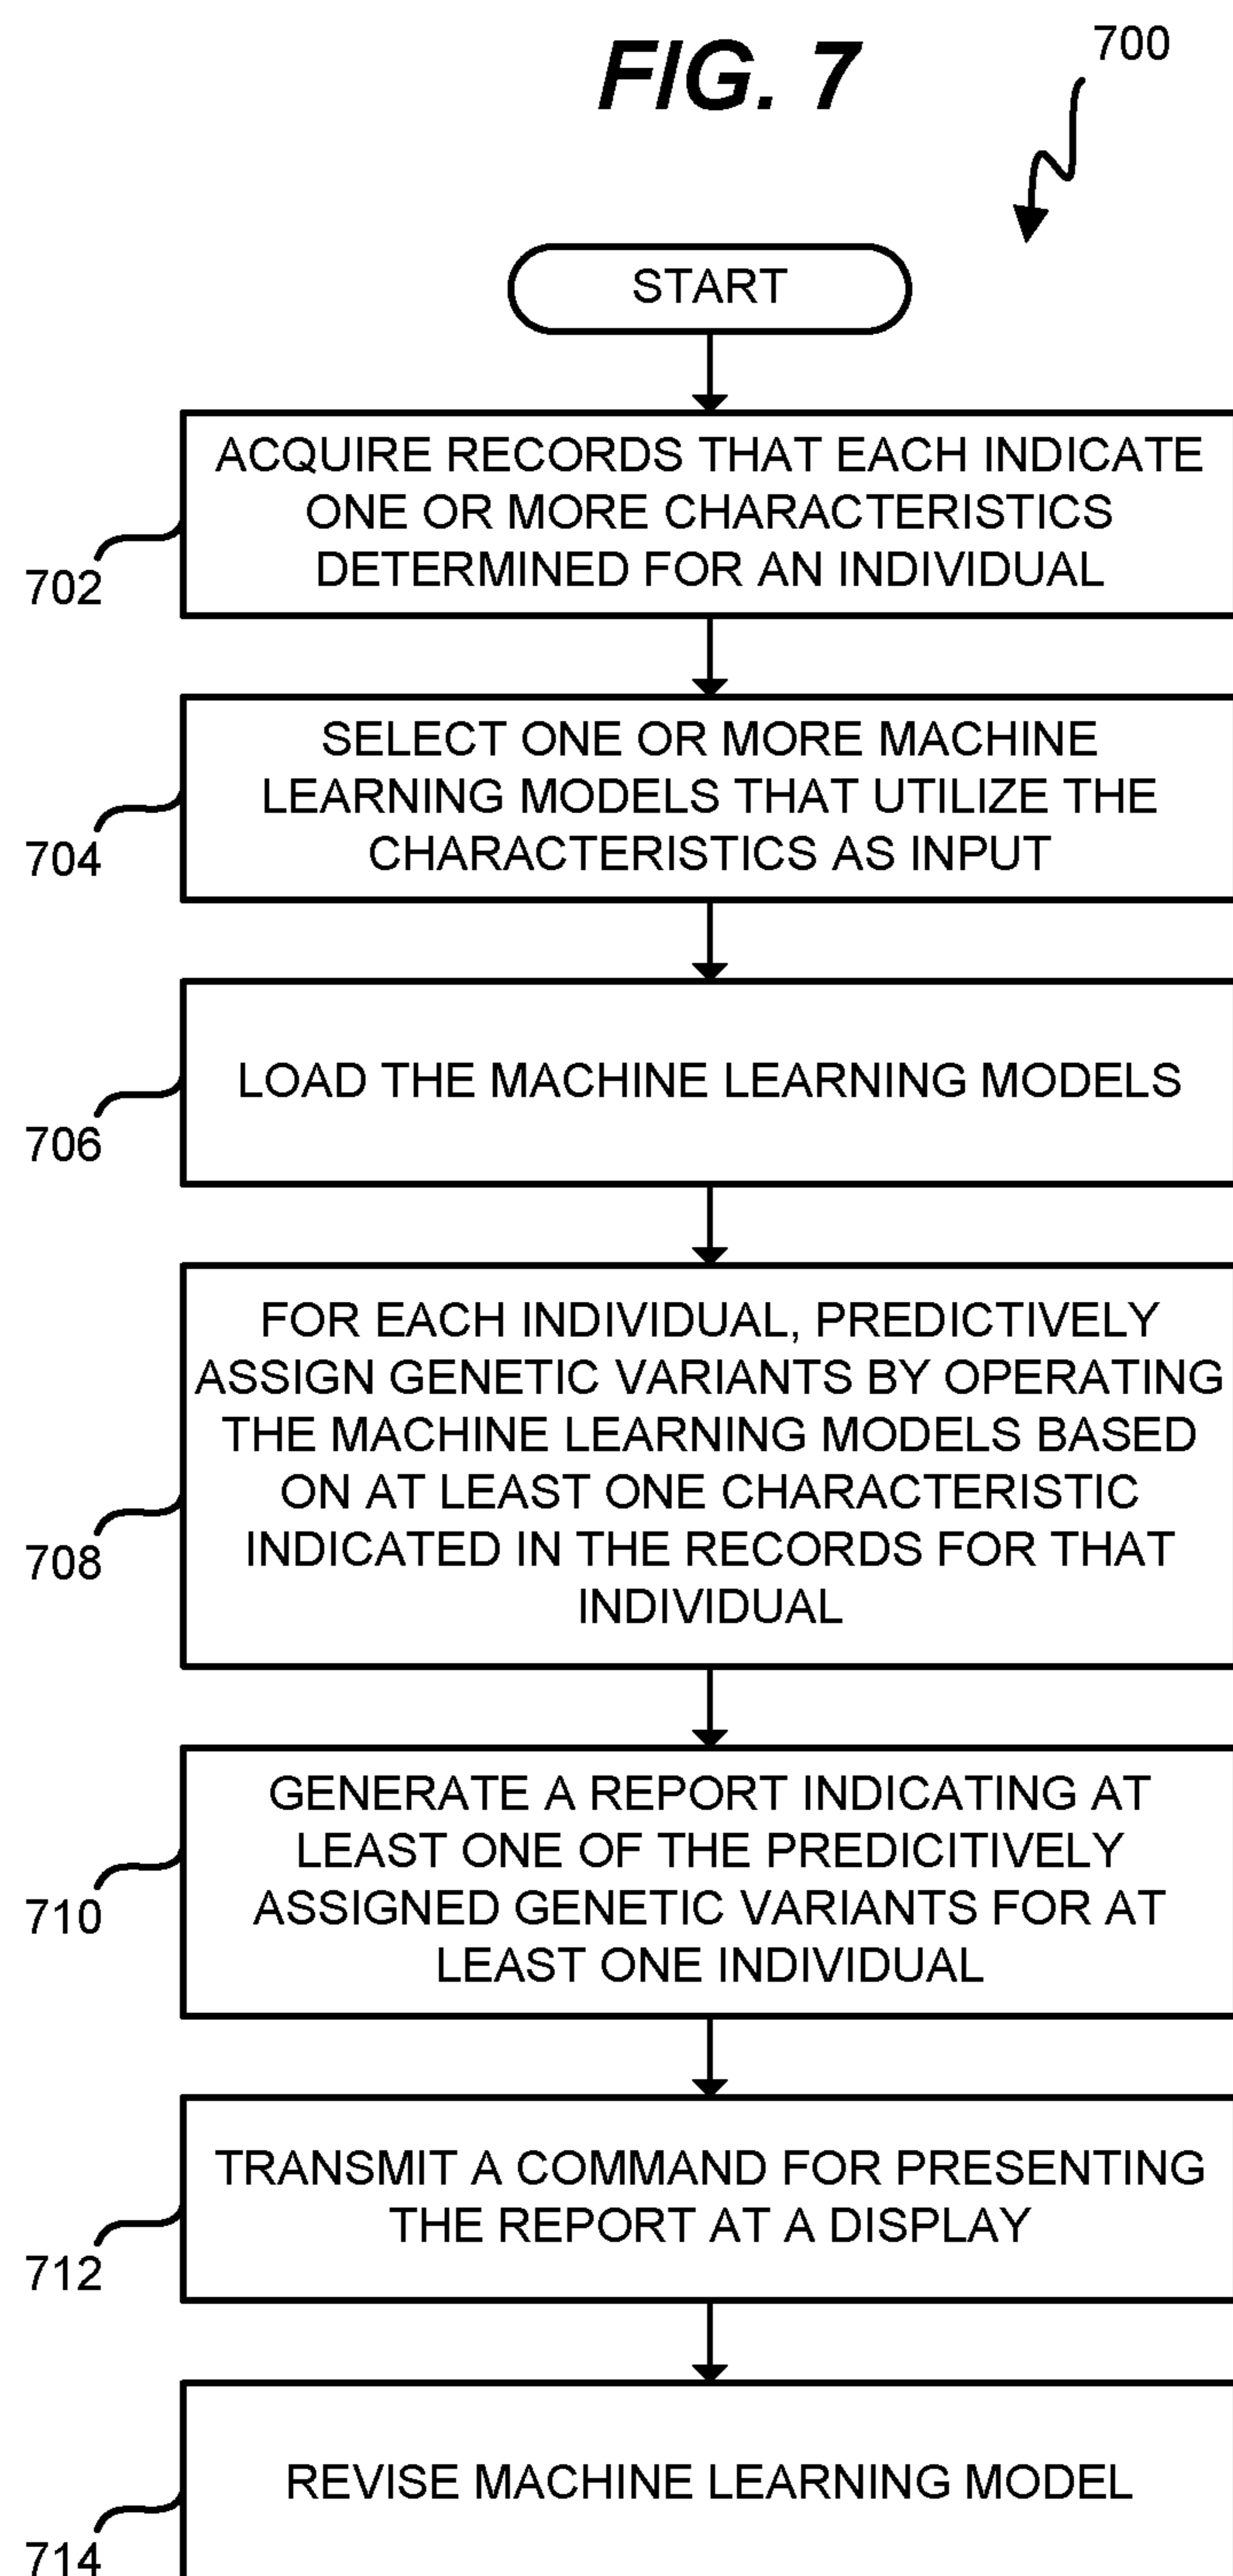 FIG. 7
700
START
ACQUIRE RECORDS THAT EACH INDICATE
ONE OR MORE CHARACTERISTICS
DETERMINED FOR AN INDIVIDUAL
702
SELECT ONE OR MORE MACHINE
LEARNING MODELS THAT UTILIZE THE
CHARACTERISTICS AS INPUT
704
LOAD THE MACHINE LEARNING MODELS
706
FOR EACH INDIVIDUAL, PREDICTIVELY
ASSIGN GENETIC VARIANTS BY OPERATING
THE MACHINE LEARNING MODELS BASED
ON AT LEAST ONE CHARACTERISTIC
INDICATED IN THE RECORDS FOR THAT
INDIVIDUAL
708
GENERATE A REPORT INDICATING AT
LEAST ONE OF THE PREDICITIVELY
ASSIGNED GENETIC VARIANTS FOR AT
LEAST ONE INDIVIDUAL
710
TRANSMIT A COMMAND FOR PRESENTING
THE REPORT AT A DISPLAY
712
REVISE MACHINE LEARNING MODEL
714